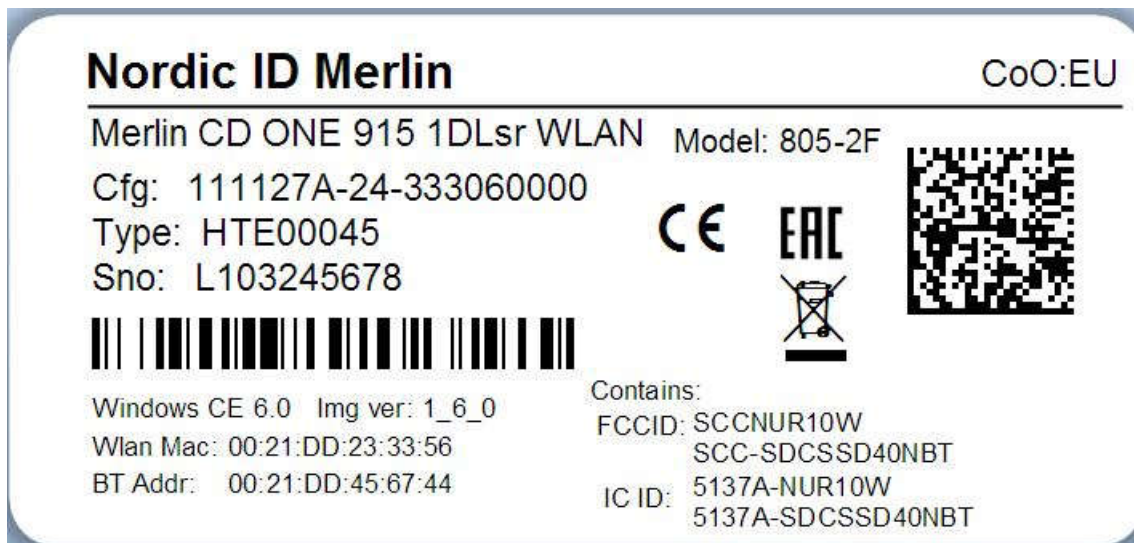 Nordic ID Merlin
CoO:EU
Merlin CD ONE 915 1DLsr WLAN
Model: 805-2F
Cfg: 111127A-24-333060000
Type: HTE00045
Sno: L103245678
CE
EAC
Windows CE 6.0 Img ver: 1_6_0
Wlan Mac: 00:21:DD:23:33:56
BT Addr: 00:21:DD:45:67:44
Contains:
FCCID: SCCNUR10W
SCC-SDCSSD40NBT
IC ID: 5137A-NUR10W
5137A-SDCSSD40NBT